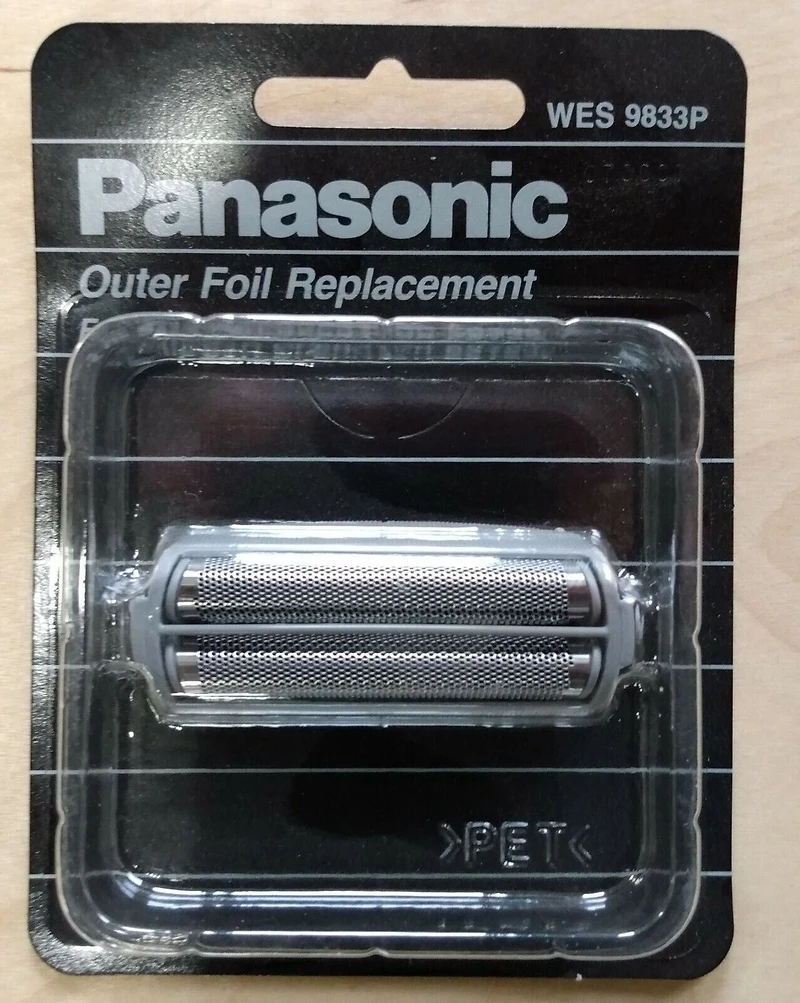 WES 9833P
Panasonic
Outer Foil Replacement
>PET<